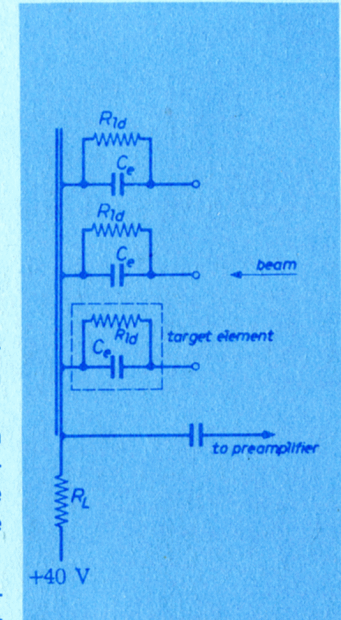 R1d
Ce
R1d
Ce
beam
R1d
Ce
target element
to preamplifier
RL
+40 V